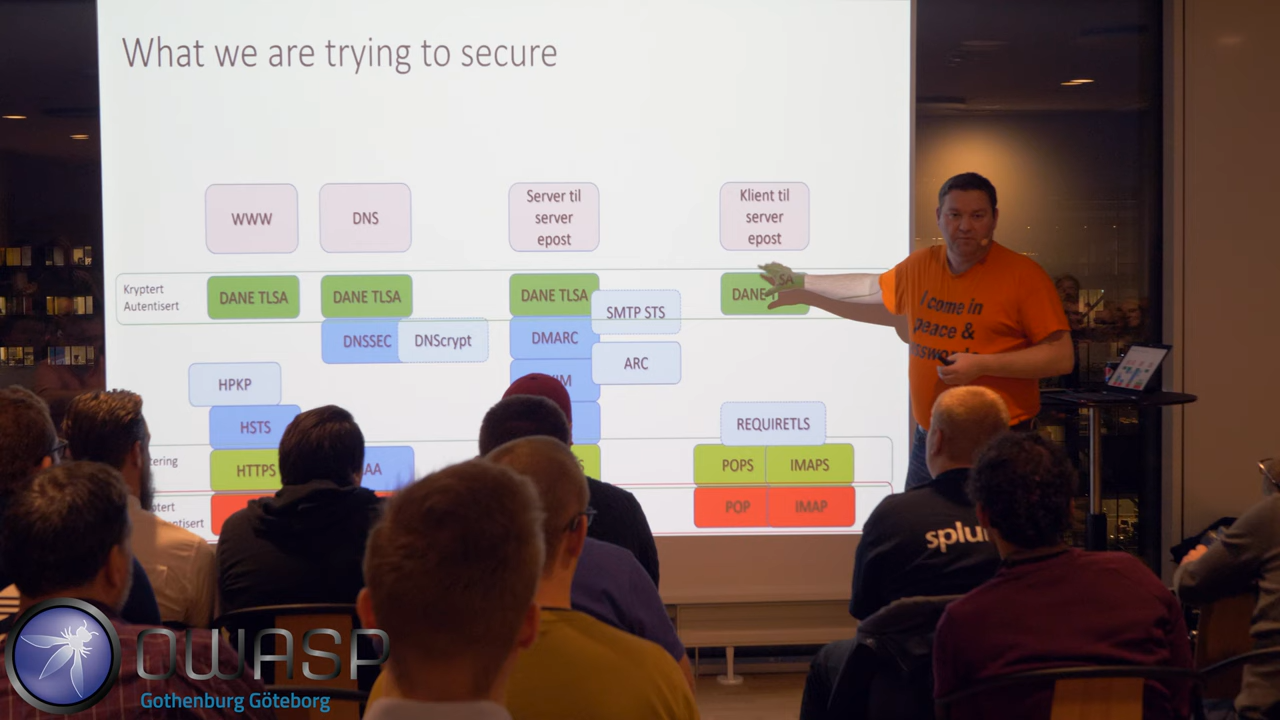 What we are trying to secure
WWW
DNS
Server til
server
epost
Klient til
server
epost
Kryptert
Autentisert
DANE TLSA
DANE TLSA
DANE TLSA
DANE
SMTP STS
DNSSEC
DNScrypt
DMARC
ARC
HPKP
HSTS
REQUIRETLS
HTTPS
POPS
IMAPS
POP
IMAP
I come in
peace &
OWASP
Gothenburg Göteborg